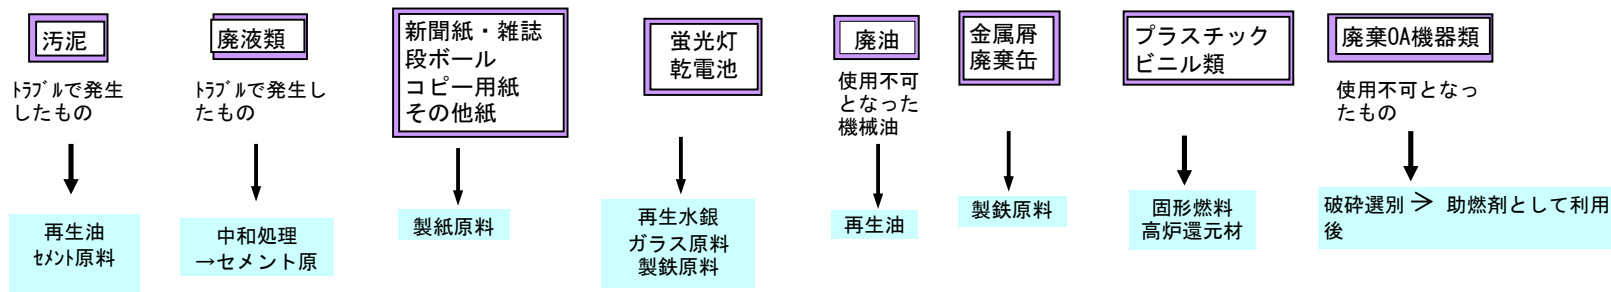 汚泥
ﾄﾗﾌﾞﾙで発生
したもの
再生油
ｾﾒﾝﾄ原料
廃液類
ﾄﾗﾌﾞﾙで発生し
たもの
中和処理
→セメント原
新聞紙・雑誌
段ボール
コピー用紙
その他紙
製紙原料
蛍光灯
乾電池
再生水銀
ガラス原料
製鉄原料
廃油
使用不可
となった
機械油
再生油
金属屑
廃棄缶
製鉄原料
プラスチック
ビニル類
固形燃料
高炉還元材
廃棄OA機器類
使用不可となっ
たもの
破砕選別 > 助燃剤として利用
後